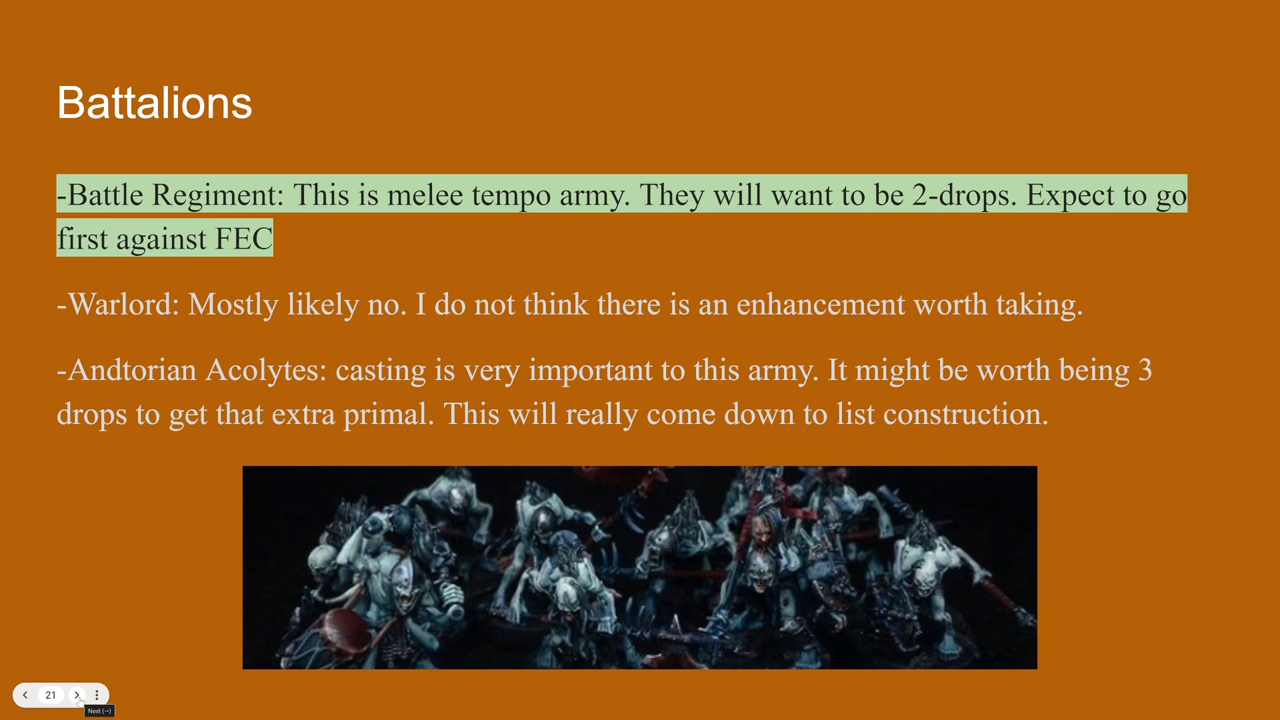 Battalions
-Battle Regiment: This is melee tempo army. They will want to be 2-drops. Expect to go
first against FEC
-Warlord: Mostly likely no. I do not think there is an enhancement worth taking.
-Andtorian Acolytes: casting is very important to this army. It might be worth being 3
drops to get that extra primal. This will really come down to list construction.
21
Next (→)